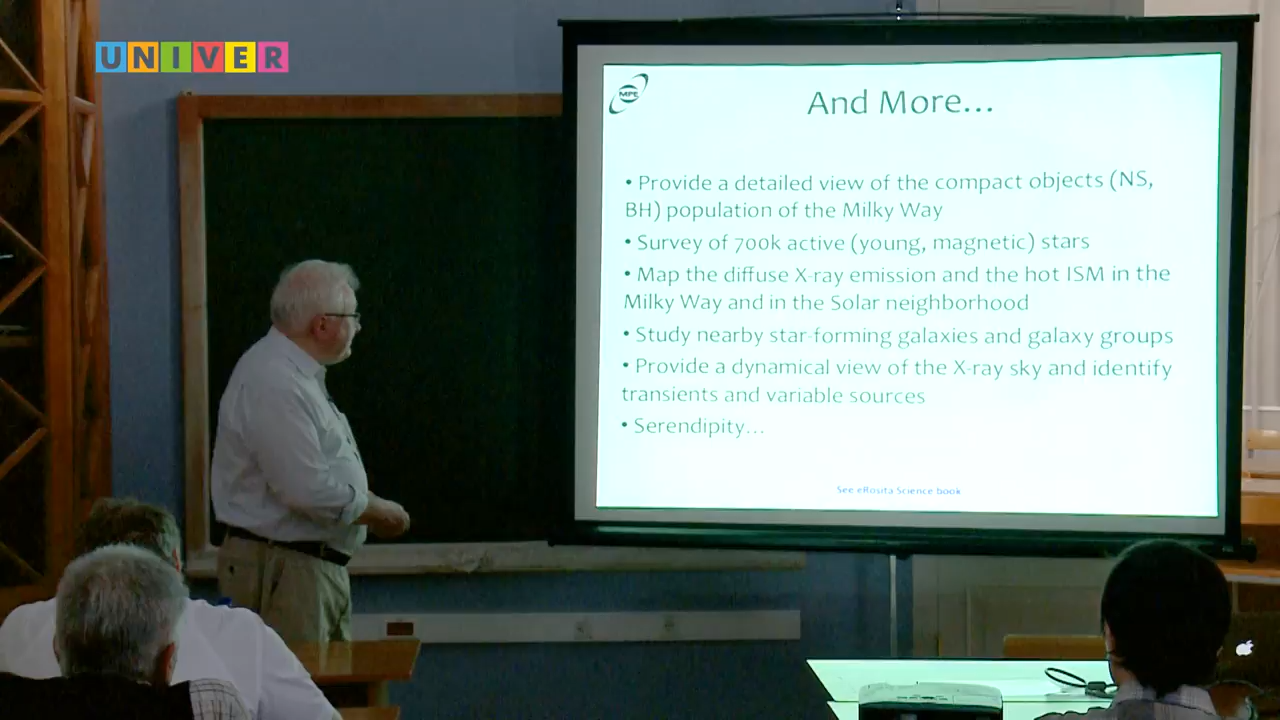 UNIVER
MPE
And More...
• Provide a detailed view of the compact objects (NS,
BH) population of the Milky Way
• Survey of 700k active (young, magnetic) stars
• Map the diffuse X-ray emission and the hot ISM in the
Milky Way and in the Solar neighborhood
• Study nearby star-forming galaxies and galaxy groups
• Provide a dynamical view of the X-ray sky and identify
transients and variable sources
• Serendipity...
See eRosita Science book